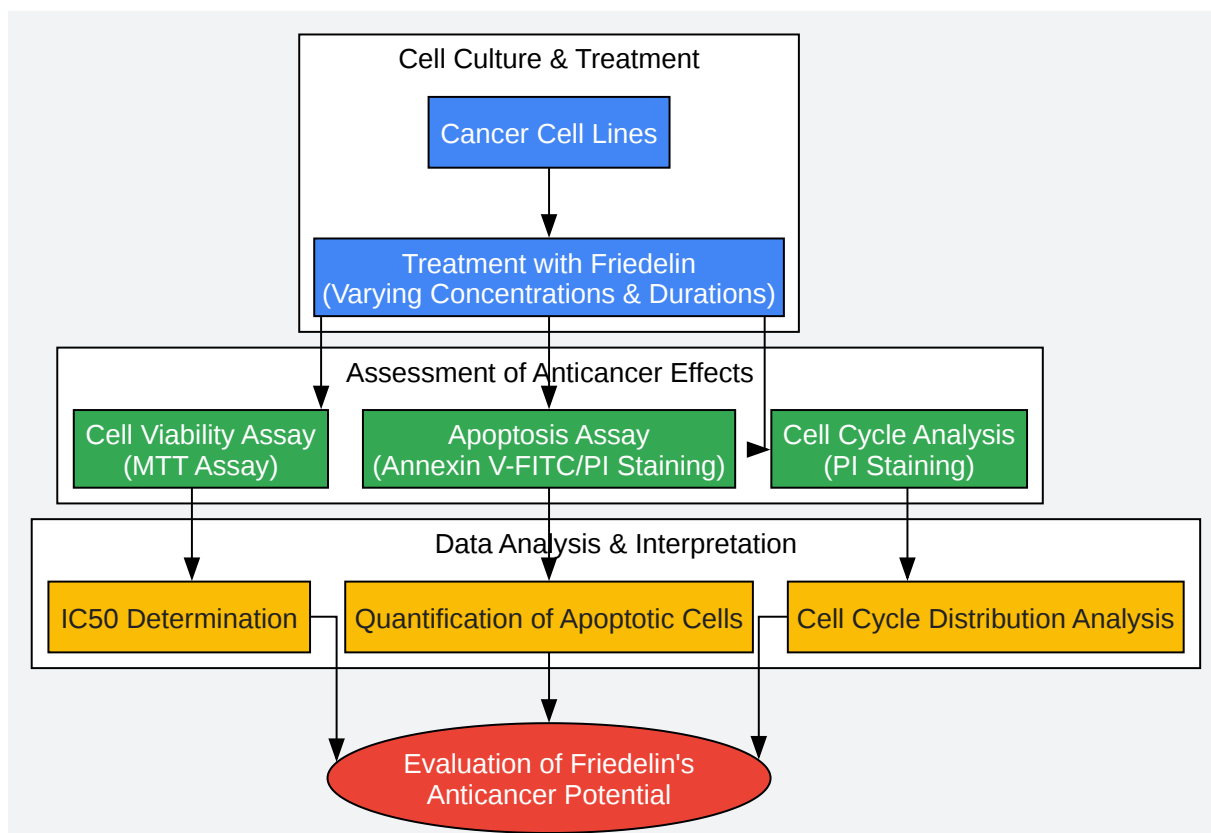 Cell Culture & Treatment
Cancer Cell Lines
Treatment with Friedelin
(Varying Concentrations & Durations)
Assessment of Anticancer Effects
Cell Viability Assay
(MTT Assay)
Apoptosis Assay
(Annexin V-FITC/PI Staining)
Cell Cycle Analysis
(PI Staining)
Data Analysis & Interpretation
IC50 Determination
Quantification of Apoptotic Cells
Cell Cycle Distribution Analysis
Evaluation of Friedelin's
Anticancer Potential